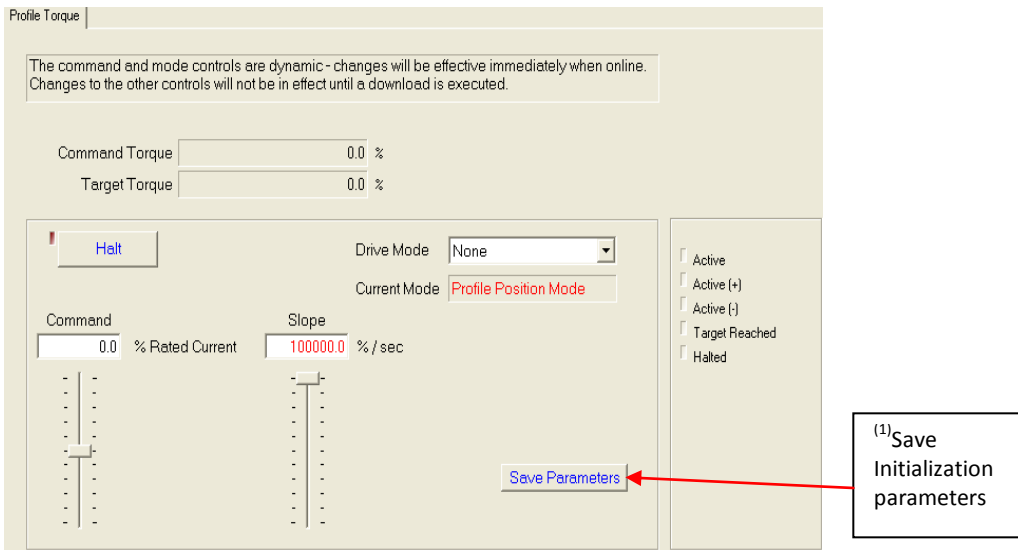 Profile Torque
The command and mode controls are dynamic - changes will be effective immediately when online.
Changes to the other controls will not be in effect until a download is executed.
Command Torque 0.0 %
Target Torque 0.0 %
Halt
Drive Mode None
Current Mode Profile Position Mode
Command
0.0 % Rated Current
Slope
100000.0 % / sec
Save Parameters
Active
Active (+)
Active (-)
Target Reached
Halted
(1)Save
Initialization
parameters